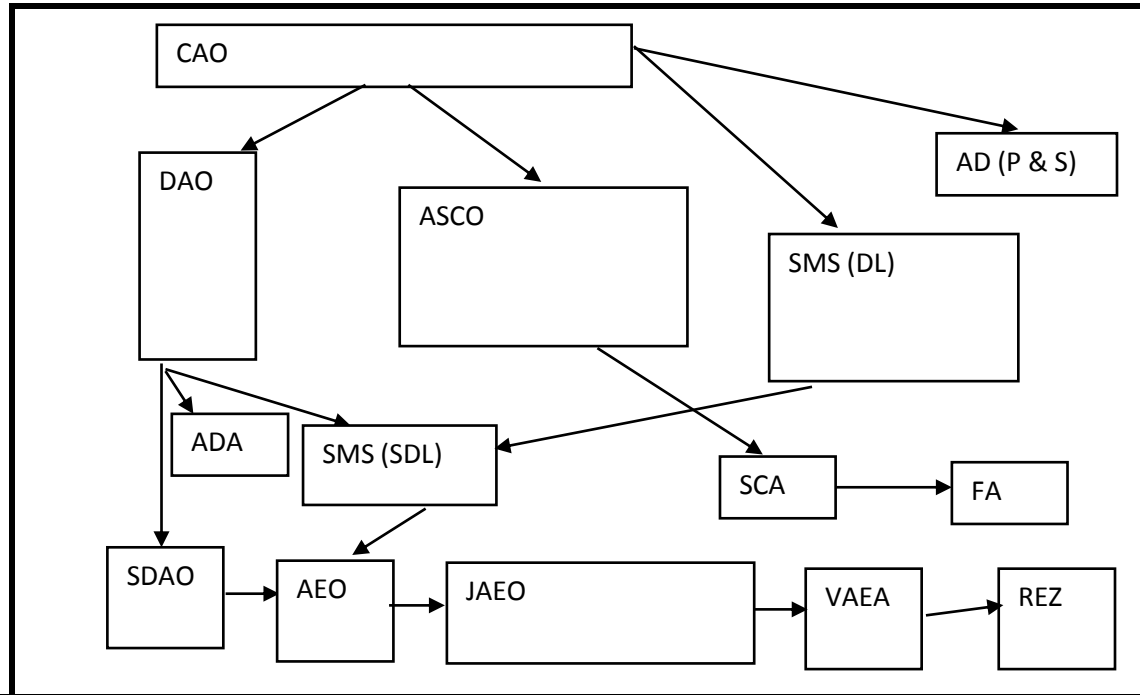 CAO
AD (P & S)
DAO
ASCO
SMS (DL)
ADA
SMS (SDL)
SCA
FA
SDAO
AEO
JAEO
VAEA
REZ